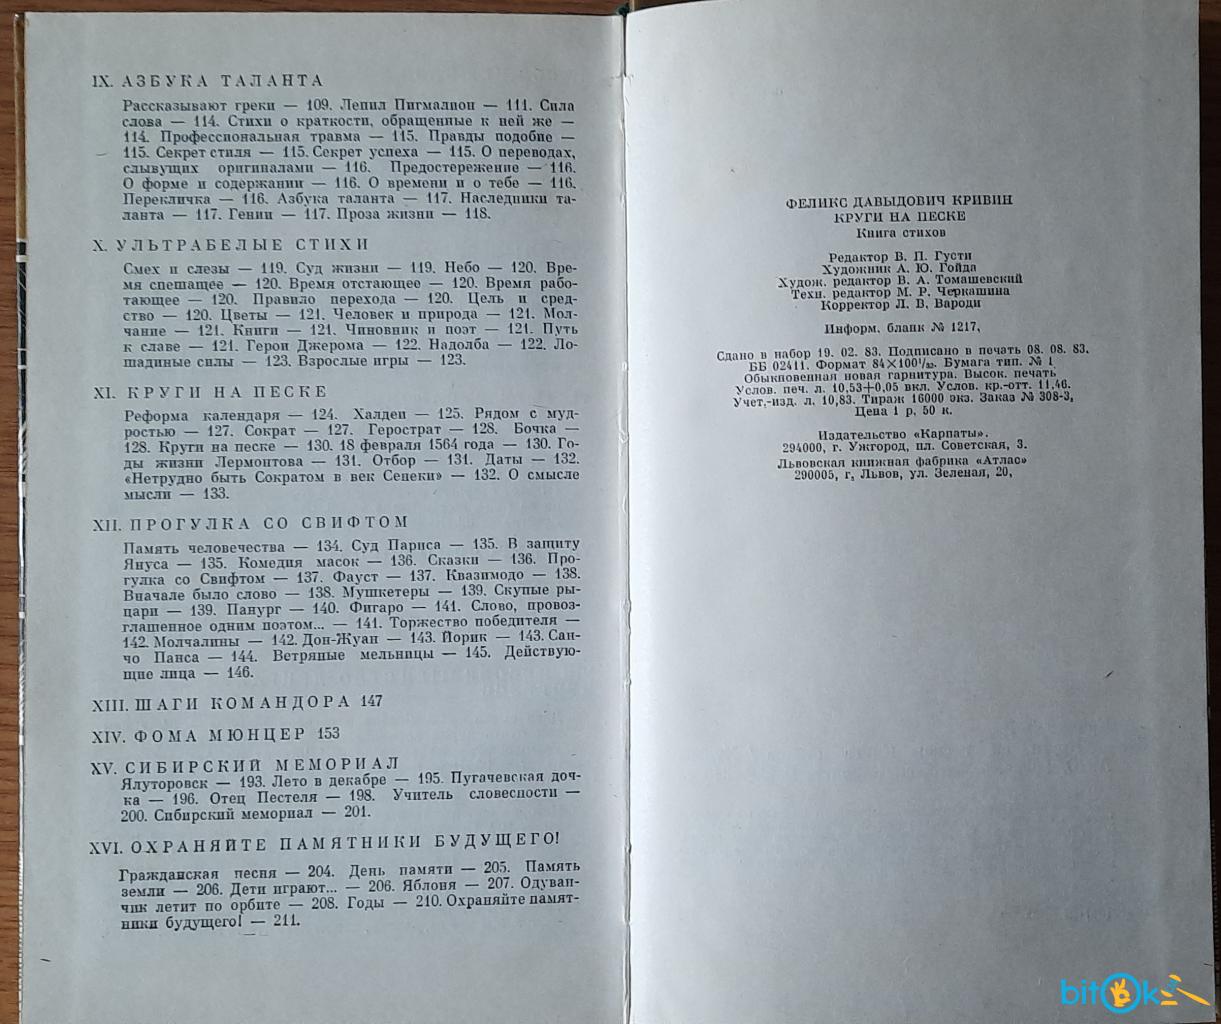 IX. АЗБУКА ТАЛАНТА
Рассказывают греки — 109. Лепил Пигмалион — 111. Сила
слова — 114. Стихи о краткости, обращенные к ней же —
114. Профессиональная травма — 115. Правды подобие —
115. Секрет стиля — 115. Секрет успеха — 115. О переводах,
слывущих оригиналами — 116. Предостережение — 116.
О форме и содержании — 116. О времени и о тебе — 116.
Перекличка — 116. Азбука таланта — 117. Наследники та-
ланта — 117. Гении — 117. Проза жизни — 118.
X. УЛЬТРАБЕЛЫЕ СТИХИ
Смех и слезы — 119. Суд жизни — 119. Небо — 120. Вре-
мя спешащее — 120. Время отстающее — 120. Время рабо-
тающее — 120. Правило перехода — 120. Цель и сред-
ство — 120. Цветы — 121. Человек и природа — 121. Мол-
чание — 121. Книги — 121. Чиновник и поэт — 121. Путь
к славе — 121. Герои Джерома — 122. Надолба — 122. Ло-
шадиные силы — 123. Взрослые игры — 123.
XI. КРУГИ НА ПЕСКЕ
Реформа календаря — 124. Халдеи — 125. Рядом с муд-
ростью — 127. Сократ — 127. Герострат — 128. Бочка —
128. Круги на песке — 130. 18 февраля 1564 года — 130. Го-
ды жизни Лермонтова — 131. Отбор — 131. Даты — 132.
«Нетрудно быть Сократом в век Сенеки» — 132. О смысле
мысли — 133.
XII. ПРОГУЛКА СО СВИФТОМ
Память человечества — 134. Суд Париса — 135. В защиту
Януса — 135. Комедия масок — 136. Сказки — 136. Про-
гулка со Свифтом — 137. Фауст — 137. Квазимодо — 138.
Вначале было слово — 138. Мушкетеры — 139. Скупые ры-
цари — 139. Панург — 140. Фигаро — 141. Слово, провоз-
глашенное одним поэтом... — 141. Торжество победителя —
142. Молчалины — 142. Дон-Жуан — 143. Йорик — 143. Сан-
чо Панса — 144. Ветряные мельницы — 145. Действую-
щие лица — 146.
XIII. ШАГИ КОМАНДОРА 147
XIV. ФОМА МЮНЦЕР 153
XV. СИБИРСКИЙ МЕМОРИАЛ
Ялуторовск — 193. Лето в декабре — 195. Пугачевская доч-
ка — 196. Отец Пестеля — 198. Учитель словесности —
200. Сибирский мемориал — 201.
XVI. ОХРАНЯЙТЕ ПАМЯТНИКИ БУДУЩЕГО!
Гражданская песня — 204. День памяти — 205. Память
земли — 206. Дети играют... — 206. Яблоня — 207. Одуван-
чик летит по орбите — 208. Годы — 210. Охраняйте памят-
ники будущего! — 211.
ФЕЛИКС ДАВЫДОВИЧ КРИВИН
КРУГИ НА ПЕСКЕ
Книга стихов
Редактор В. П. Густи
Художник А. Ю. Гойда
Худож. редактор В. А. Томашевский
Техн. редактор М. Р. Черкашина
Корректор Л. В. Вароди
Информ. бланк № 1217,
Сдано в набор 19. 02. 83. Подписано в печать 08. 08. 83.
ББ 02411. Формат 84×100¹/₃₂. Бумага тип. № 1
Обыкновенная новая гарнитура. Высок. печать
Услов. печ. л. 10,53+0,05 вкл. Услов. кр.-отт. 11,46.
Учет.-изд. л. 10,83. Тираж 16000 экз. Заказ № 308-3,
Цена 1 р, 50 к.
Издательство «Карпаты».
294000, г. Ужгород, пл. Советская, 3.
Львовская книжная фабрика «Атлас»
290005, г, Львов, ул. Зеленая, 20,
bitOk